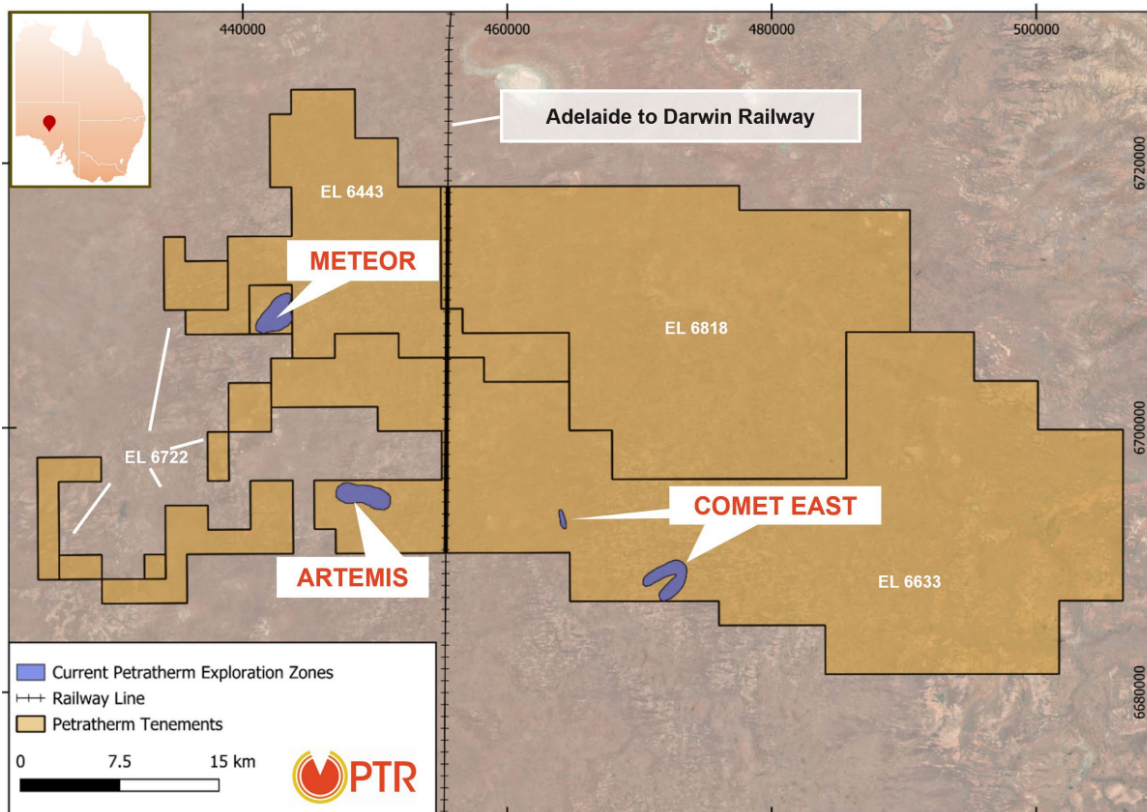 440000
460000
480000
500000
Adelaide to Darwin Railway
6720000
EL 6443
METEOR
EL 6818
6700000
EL 6722
COMET EAST
ARTEMIS
EL 6633
6680000
Current Petratherm Exploration Zones
Railway Line
Petratherm Tenements
0 7.5 15 km
PTR